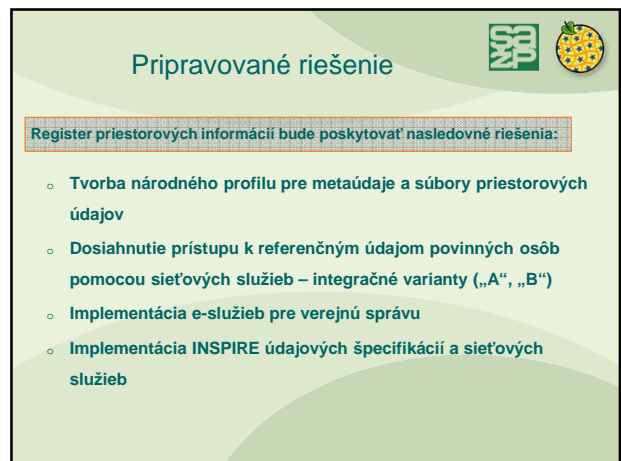 sa
zp
Pripravované riešenie
Register priestorových informácií bude poskytovať nasledovné riešenia:
o Tvorba národného profilu pre metaúdaje a súbory priestorových
údajov
o Dosiahnutie prístupu k referenčným údajom povinných osôb
pomocou sieťových služieb – integračné varianty („A“, „B“)
o Implementácia e-služieb pre verejnú správu
o Implementácia INSPIRE údajových špecifikácií a sieťových
služieb